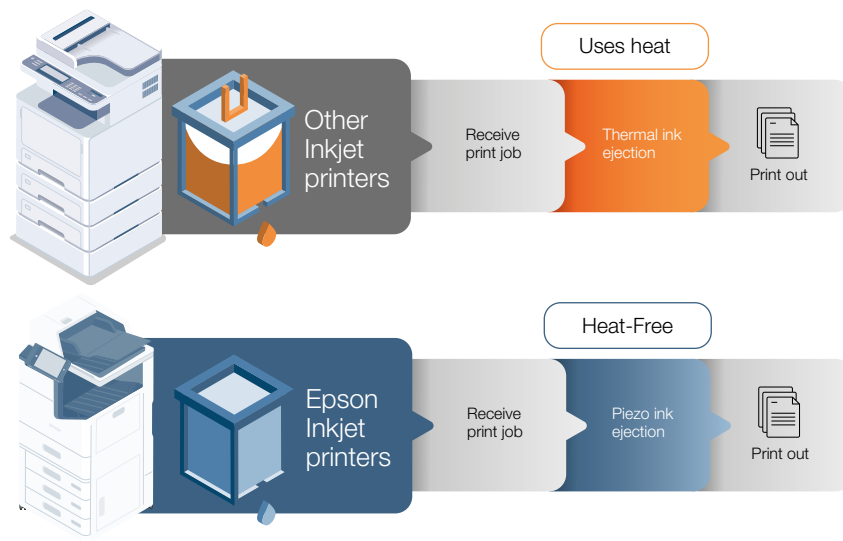 Uses heat
Other
Inkjet
printers
Receive
print job
Thermal ink
ejection
Print out
Heat-Free
Epson
Inkjet
printers
Receive
print job
Piezo ink
ejection
Print out